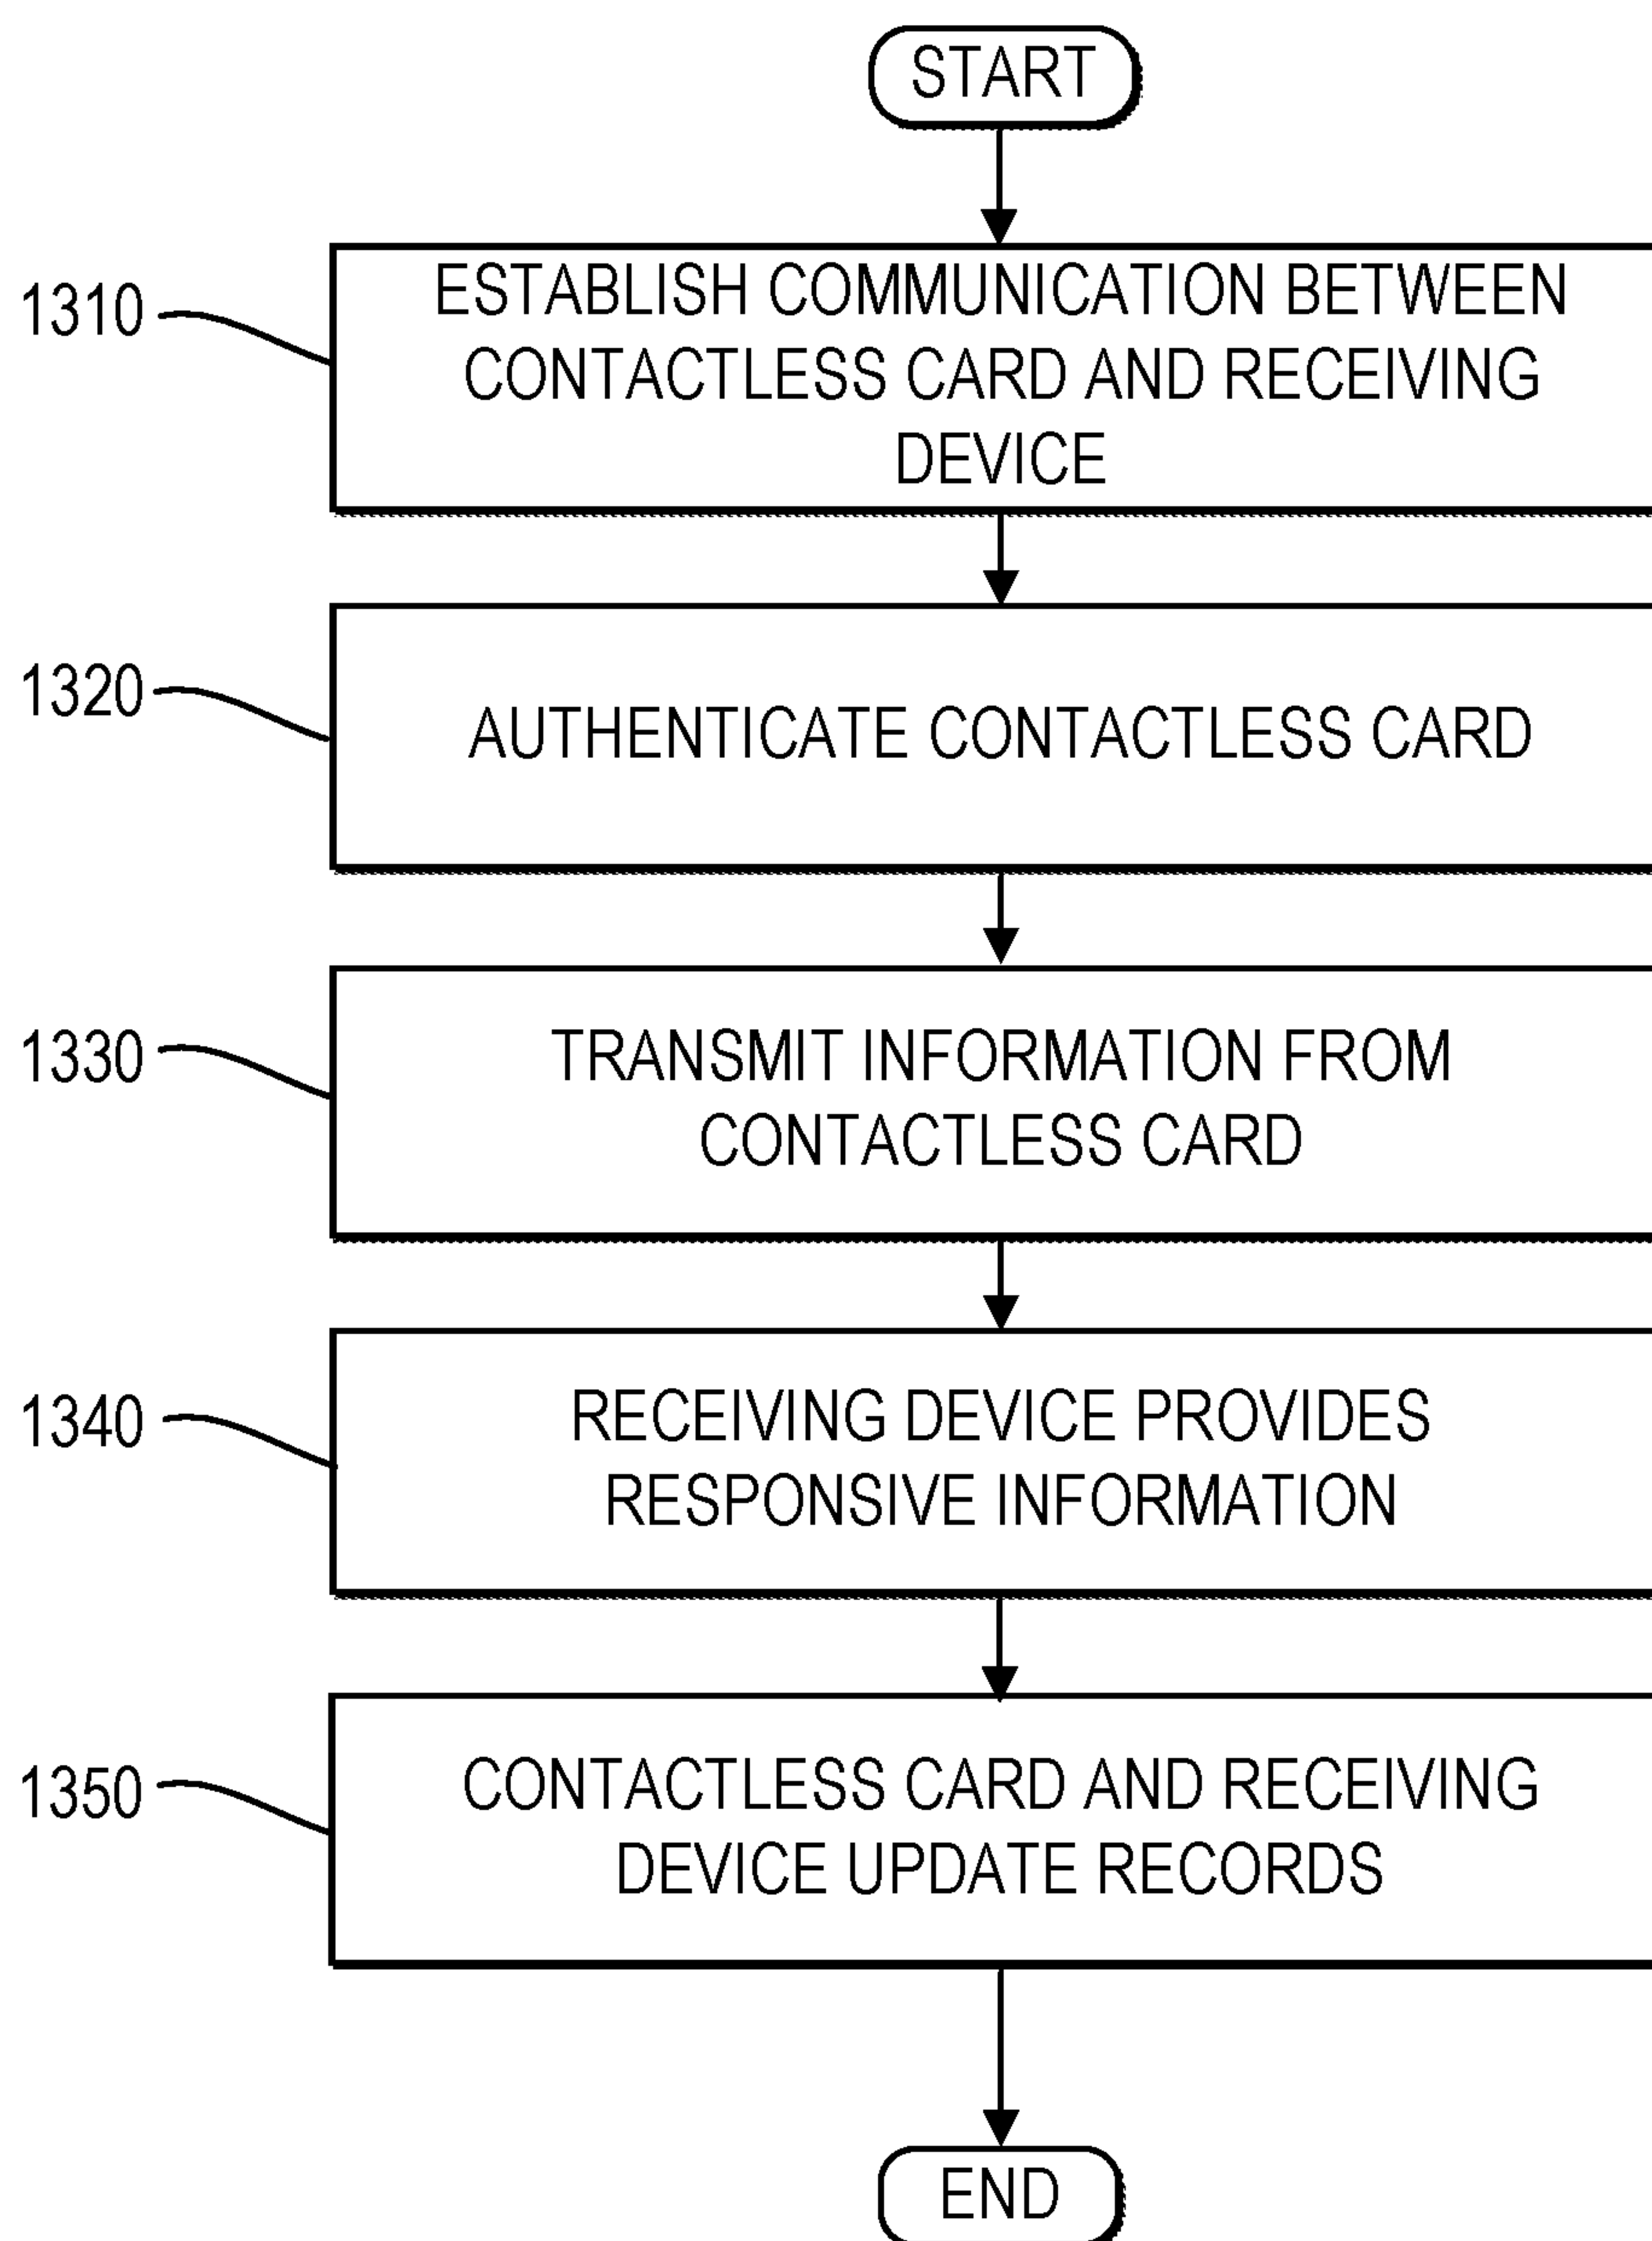 START
1310
ESTABLISH COMMUNICATION BETWEEN
CONTACTLESS CARD AND RECEIVING
DEVICE
1320
AUTHENTICATE CONTACTLESS CARD
1330
TRANSMIT INFORMATION FROM
CONTACTLESS CARD
1340
RECEIVING DEVICE PROVIDES
RESPONSIVE INFORMATION
1350
CONTACTLESS CARD AND RECEIVING
DEVICE UPDATE RECORDS
END